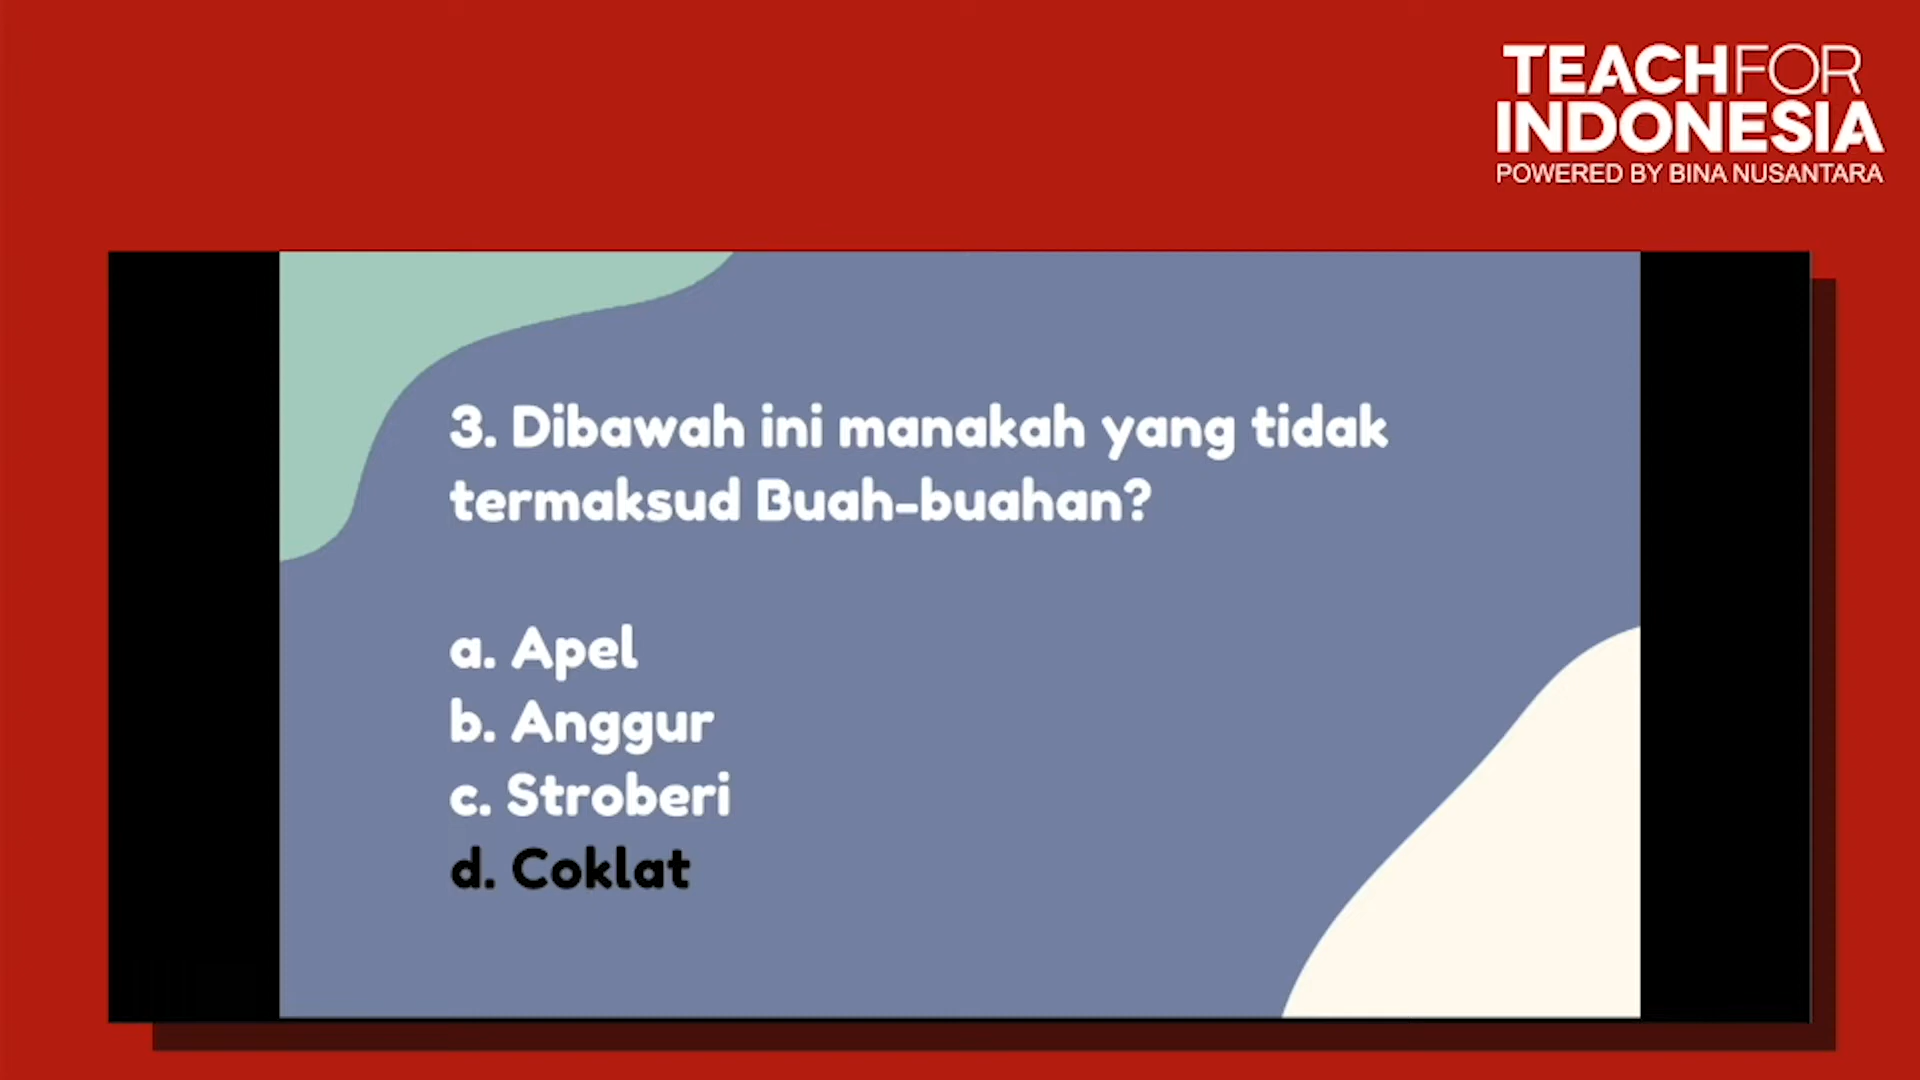 TEACHFOR
INDONESIA
POWERED BY BINA NUSANTARA
3. Dibawah ini manakah yang tidak
termaksud Buah-buahan?
a. Apel
b. Anggur
c. Stroberi
d. Coklat